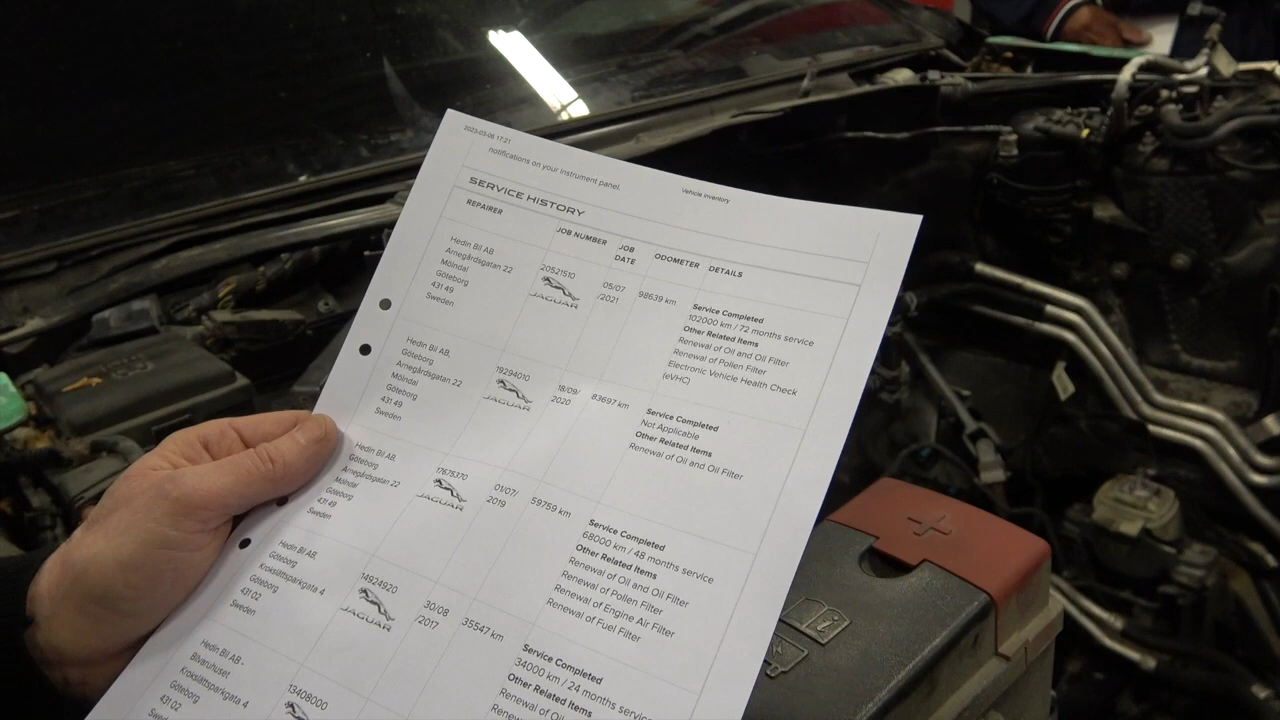 2023-03-06 17:21
Vehicle inventory
notifications on your instrument panel.
SERVICE HISTORY
REPAIRER
JOB NUMBER
JOB
DATE
ODOMETER
DETAILS
Hedin Bil AB
Arnegårdsgatan 22
Mölndal
Göteborg
431 49
Sweden
20521510
JAGUAR
05/07
/2021
98639 km
Service Completed
102000 km / 72 months service
Other Related Items
Renewal of Oil and Oil Filter
Renewal of Pollen Filter
Electronic Vehicle Health Check
(eVHC)
Hedin Bil AB,
Göteborg
Arnegårdsgatan 22
Mölndal
Göteborg
431 49
Sweden
19294010
JAGUAR
18/09/
2020
83697 km
Service Completed
Not Applicable
Other Related Items
Renewal of Oil and Oil Filter
Hedin Bil AB,
Göteborg
Arnegårdsgatan 22
Mölndal
Göteborg
431 49
Sweden
17675370
JAGUAR
01/07/
2019
59759 km
Service Completed
68000 km / 48 months service
Other Related Items
Renewal of Oil and Oil Filter
Renewal of Pollen Filter
Renewal of Engine Air Filter
Renewal of Fuel Filter
Hedin Bil AB,
Göteborg
Krokslättsparkgata 4
Göteborg
431 02
Sweden
14924920
JAGUAR
30/08
/2017
35547 km
Service Completed
34000 km / 24 months service
Other Related Items
Renewal of Oil and Oil Filter
Hedin Bil AB -
Bilvaruhuset
Krokslättsparkgata 4
Göteborg
431 02
13408000